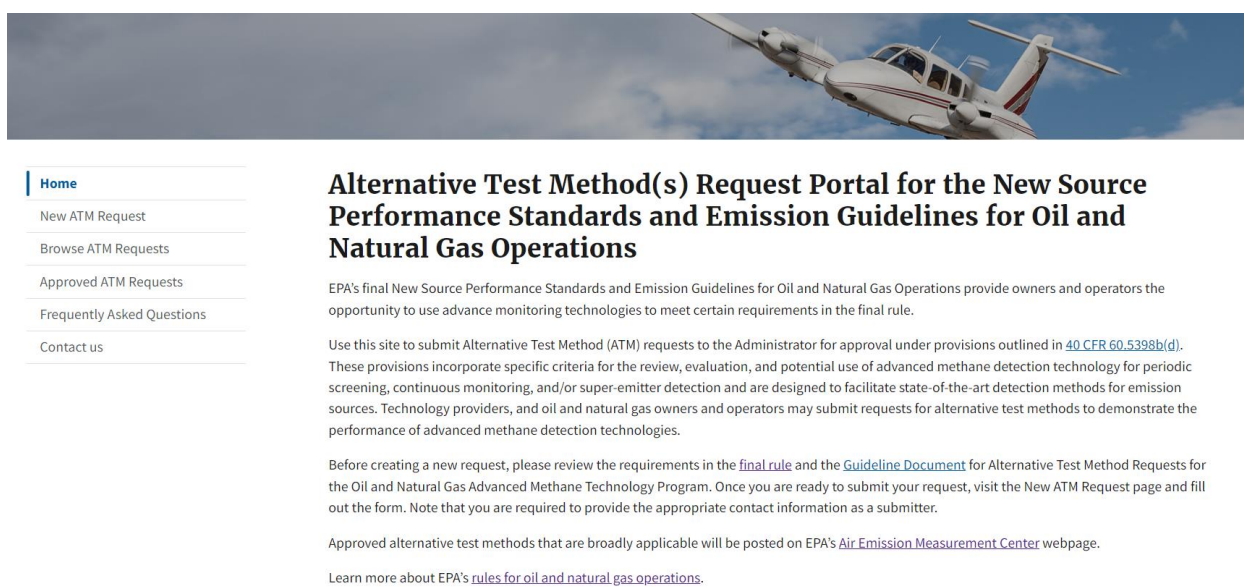 Home
New ATM Request
Browse ATM Requests
Approved ATM Requests
Frequently Asked Questions
Contact us
Alternative Test Method(s) Request Portal for the New Source
Performance Standards and Emission Guidelines for Oil and
Natural Gas Operations
EPA's final New Source Performance Standards and Emission Guidelines for Oil and Natural Gas Operations provide owners and operators the
opportunity to use advance monitoring technologies to meet certain requirements in the final rule.
Use this site to submit Alternative Test Method (ATM) requests to the Administrator for approval under provisions outlined in 40 CFR 60.5398b(d).
These provisions incorporate specific criteria for the review, evaluation, and potential use of advanced methane detection technology for periodic
screening, continuous monitoring, and/or super-emitter detection and are designed to facilitate state-of-the-art detection methods for emission
sources. Technology providers, and oil and natural gas owners and operators may submit requests for alternative test methods to demonstrate the
performance of advanced methane detection technologies.
Before creating a new request, please review the requirements in the final rule and the Guideline Document for Alternative Test Method Requests for
the Oil and Natural Gas Advanced Methane Technology Program. Once you are ready to submit your request, visit the New ATM Request page and fill
out the form. Note that you are required to provide the appropriate contact information as a submitter.
Approved alternative test methods that are broadly applicable will be posted on EPA's Air Emission Measurement Center webpage.
Learn more about EPA's rules for oil and natural gas operations.